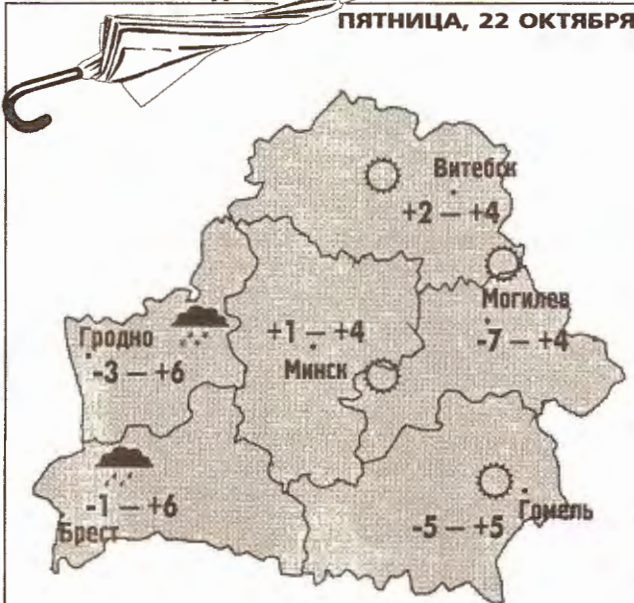 ПЯТНИЦА, 22 ОКТЯБРЯ
Витебск
+2 — +4
Могилев
-7 — +4
Гродно
-3 — +6
+1 — +4
Минск
-1 — +6
Брест
Гомель
-5 — +5